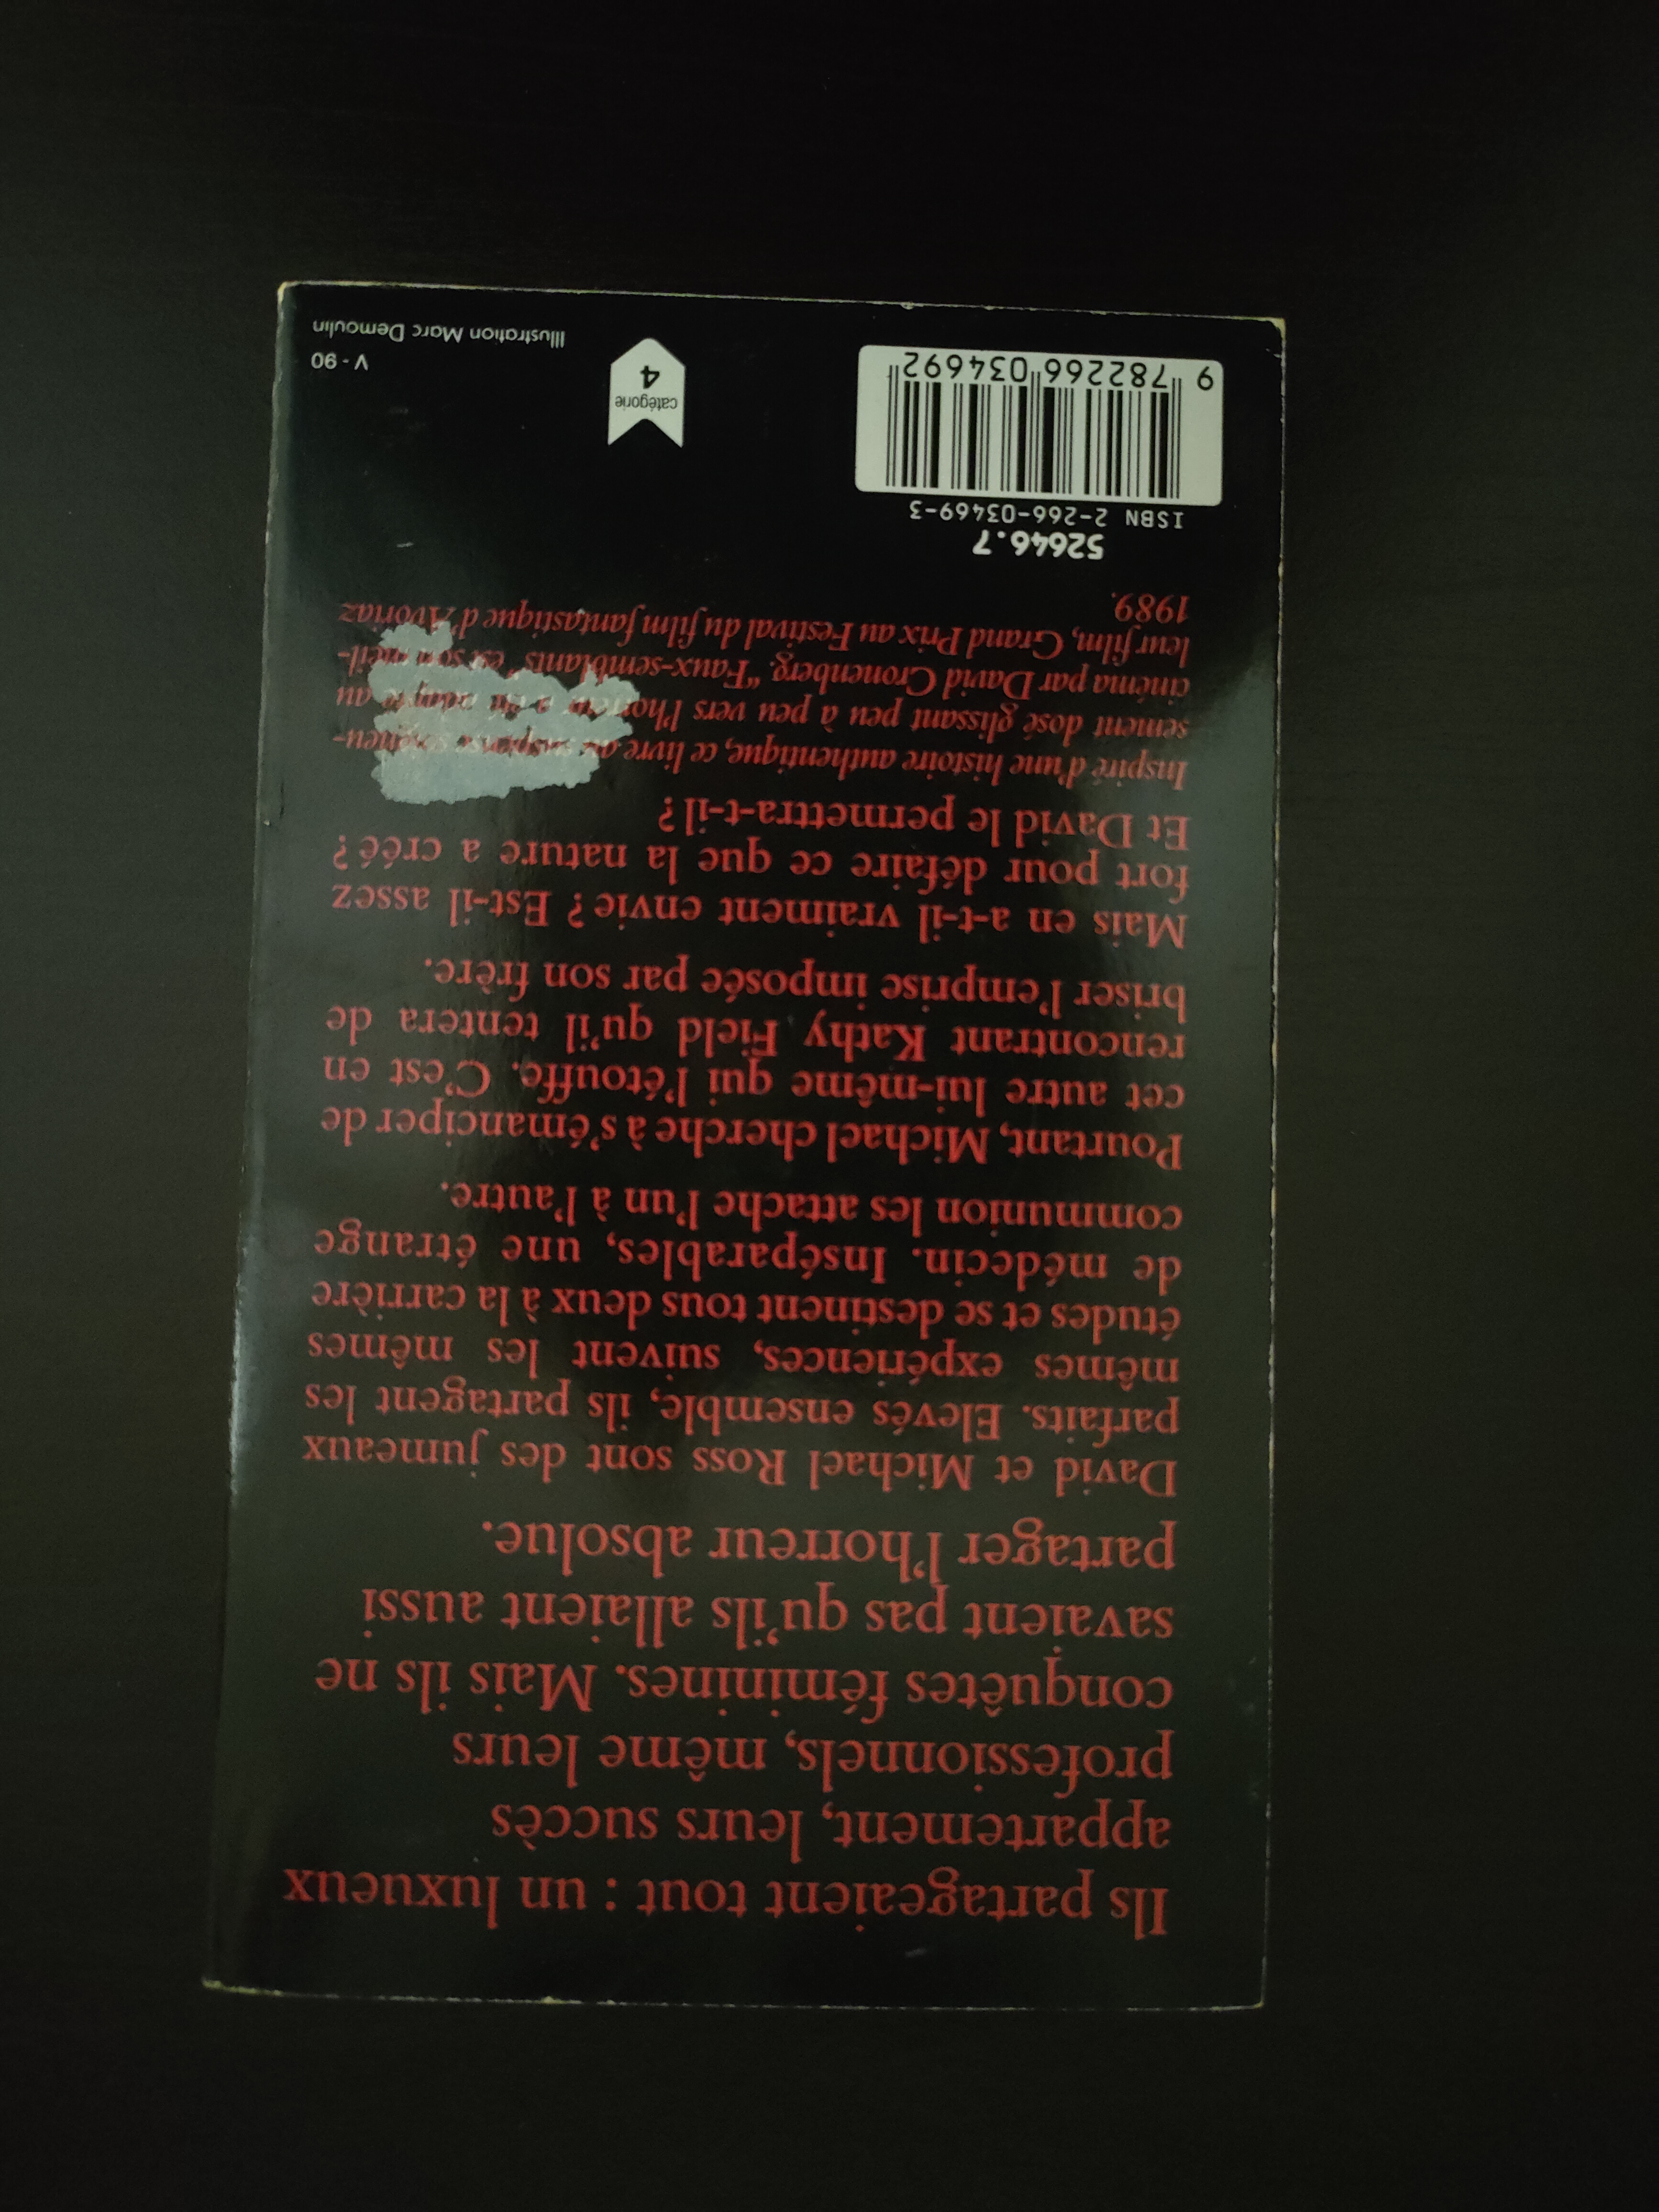 Ils partageaient tout : un luxueux
appartement, leurs succès
professionnels, même leurs
conquêtes féminines. Mais ils ne
savaient pas qu'ils allaient aussi
partager l'horreur absolue.
David et Michael Ross sont des jumeaux
parfaits. Elevés ensemble, ils partagent les
mêmes expériences, suivent les mêmes
études et se destinent tous deux à la carrière
de médecin. Inséparables, une étrange
communion les attache l'un à l'autre.
Pourtant, Michael cherche à s'émanciper de
cet autre lui-même qui l'étouffe. C'est en
rencontrant Kathy Field qu'il tentera de
briser l'emprise imposée par son frère.
Mais en a-t-il vraiment envie ? Est-il assez
fort pour défaire ce que la nature a créé ?
Et David le permettra-t-il ?
Inspiré d'une histoire authentique, ce livre au suspense
sement dosé glissant peu à peu vers l'horreur a été adapté au
cinéma par David Cronenberg. "Faux-semblants" est son meil-
leur film, Grand Prix au Festival du film fantastique d'Avoriaz
1989.
52646.7
ISBN 2-266-03469-3
9 782266 034692
catégorie
4
V - 90
Illustration Marc Demoulin